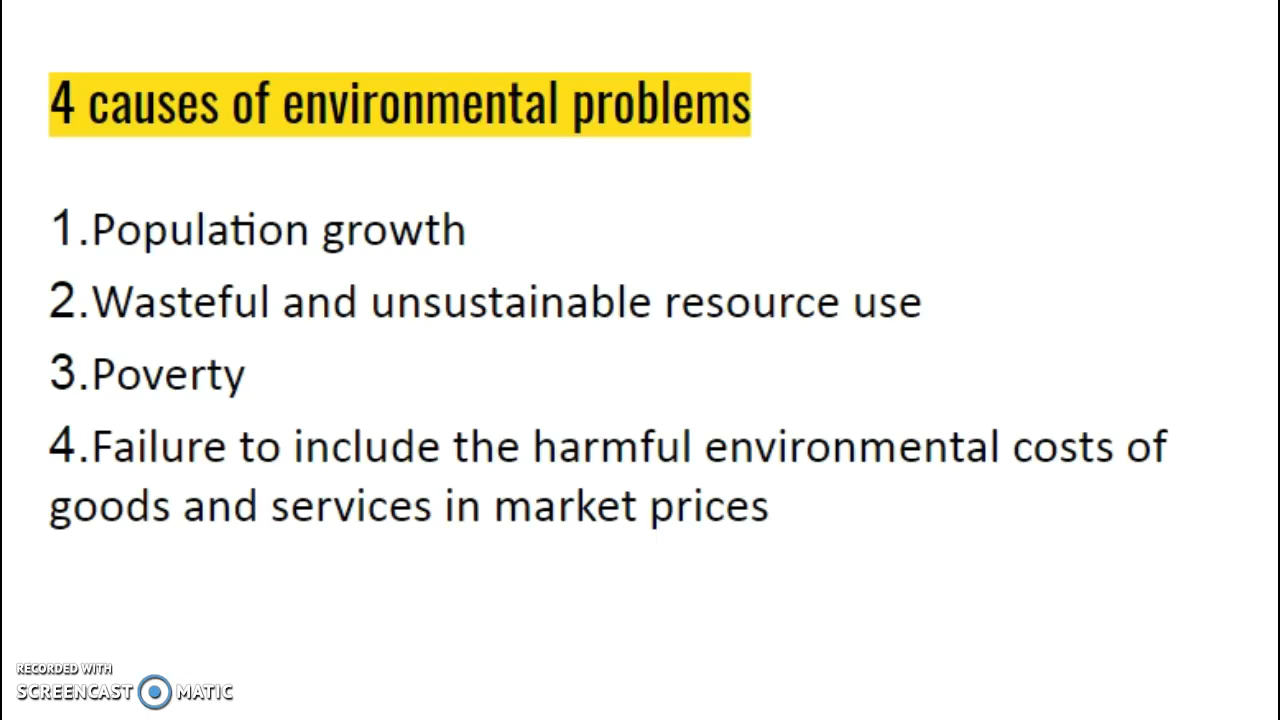 4 causes of environmental problems
1.Population growth
2.Wasteful and unsustainable resource use
3.Poverty
4.Failure to include the harmful environmental costs of
goods and services in market prices
RECORDED WITH
SCREENCAST MATIC